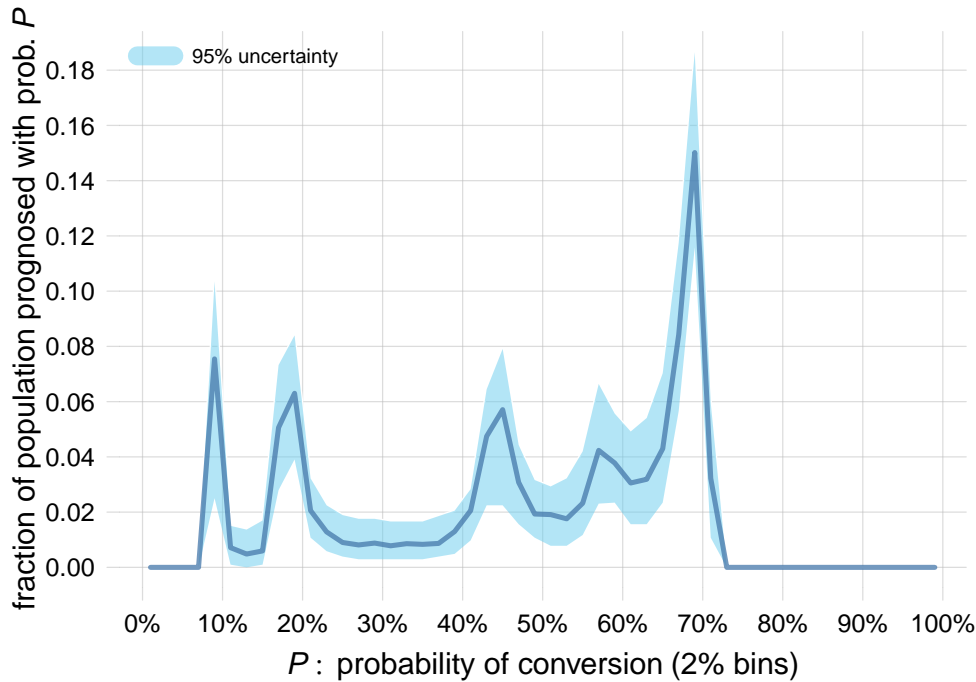 fraction of population prognosed with prob. P
95% uncertainty
0.18
0.16
0.14
0.12
0.10
0.08
0.06
0.04
0.02
0.00
0% 10% 20% 30% 40% 50% 60% 70% 80% 90% 100%
P : probability of conversion (2% bins)